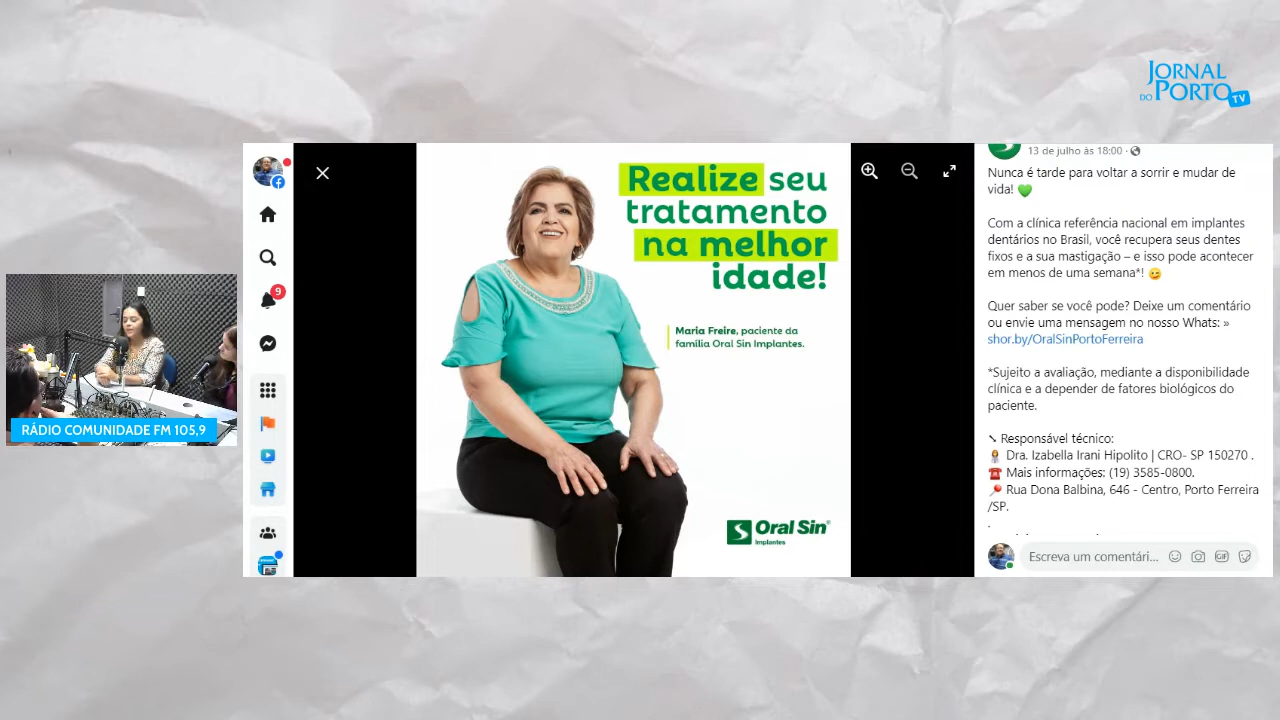 JORNAL
DO PORTO TV
RÁDIO COMUNIDADE FM 105,9
9
Realize seu
tratamento
na melhor
idade!
Maria Freire, paciente da
família Oral Sin Implantes.
Oral Sin®
Implantes
13 de julho às 18:00 ·
Nunca é tarde para voltar a sorrir e mudar de
vida! 💚
Com a clínica referência nacional em implantes
dentários no Brasil, você recupera seus dentes
fixos e a sua mastigação – e isso pode acontecer
em menos de uma semana*! 😉
Quer saber se você pode? Deixe um comentário
ou envie uma mensagem no nosso Whats: »
shor.by/OralSinPortoFerreira
*Sujeito a avaliação, mediante a disponibilidade
clínica e a depender de fatores biológicos do
paciente.
➘ Responsável técnico:
Dra. Izabella Irani Hipolito | CRO- SP 150270 .
☎️ Mais informações: (19) 3585-0800.
📍 Rua Dona Balbina, 646 - Centro, Porto Ferreira
/SP.
.
Escreva um comentári...
GIF